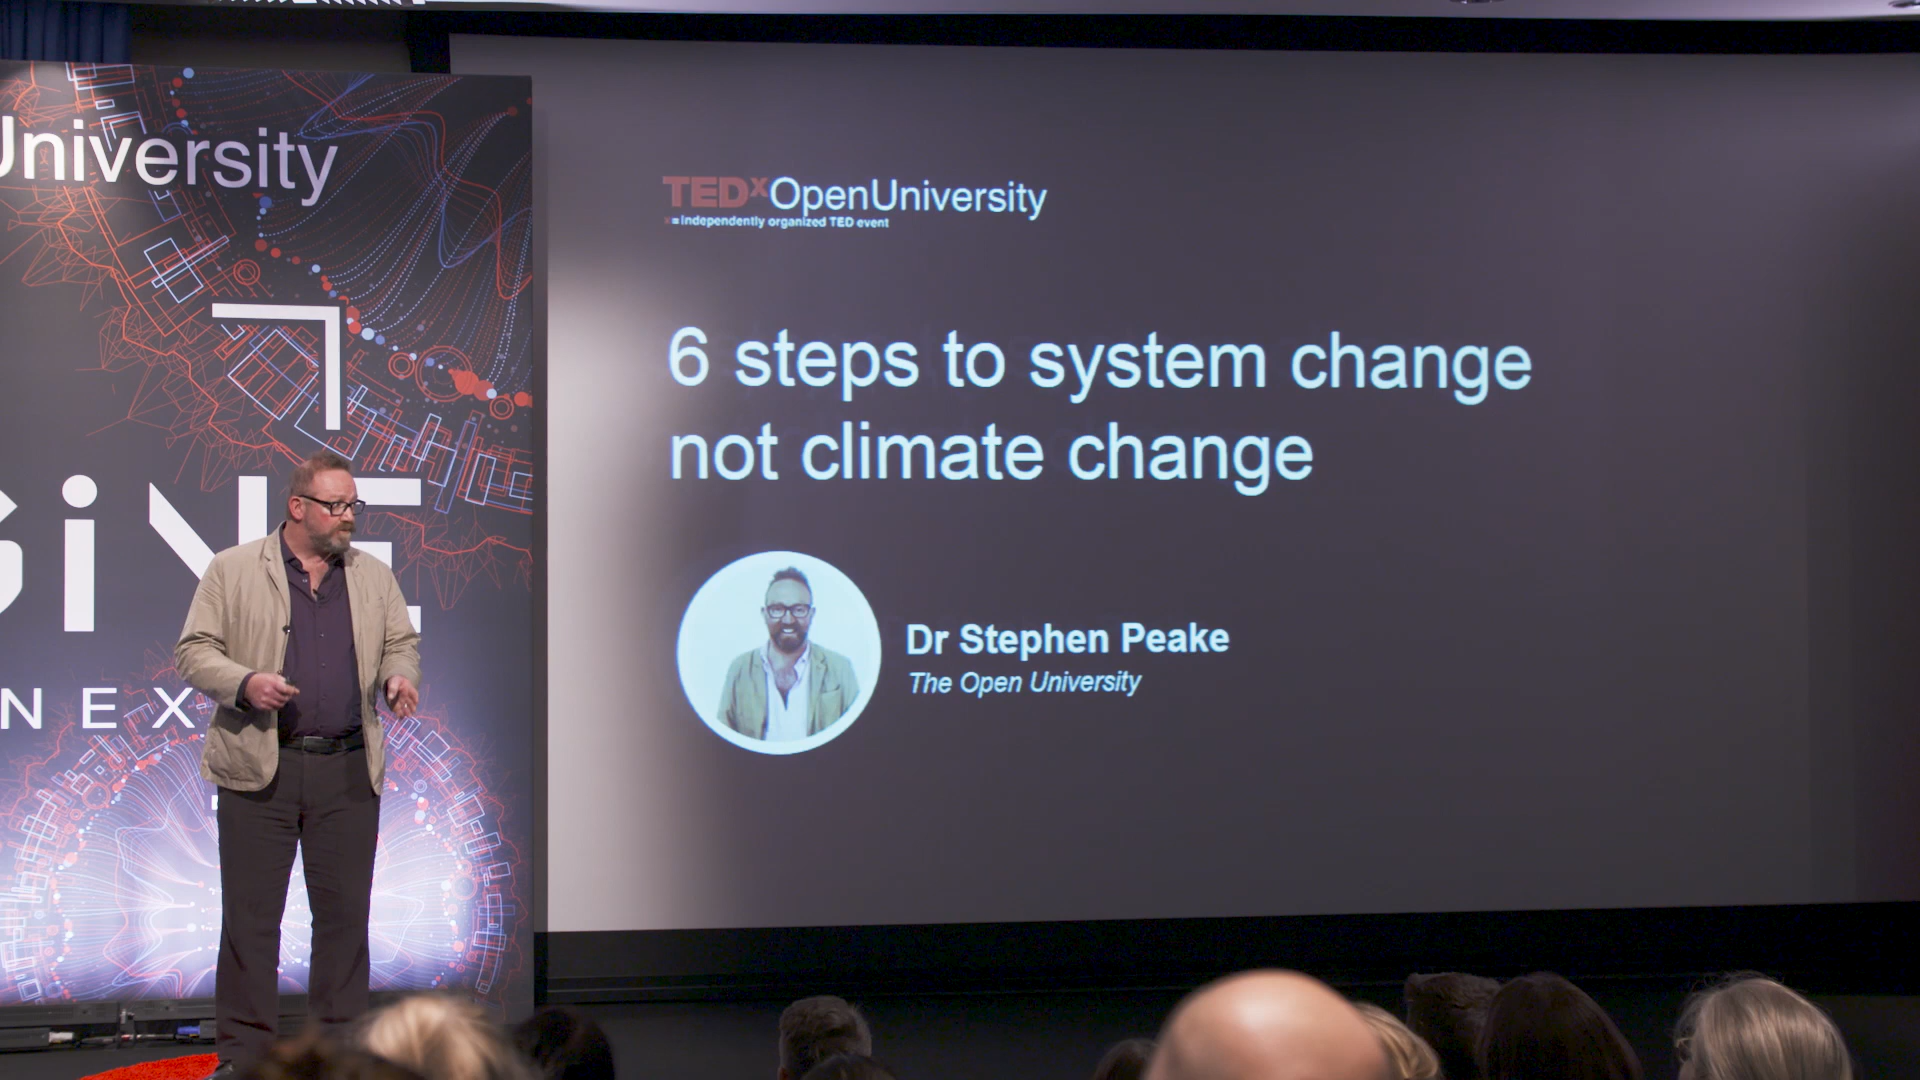 University
GiNE
NEX
TEDxOpenUniversity
x = independently organized TED event
6 steps to system change
not climate change
Dr Stephen Peake
The Open University